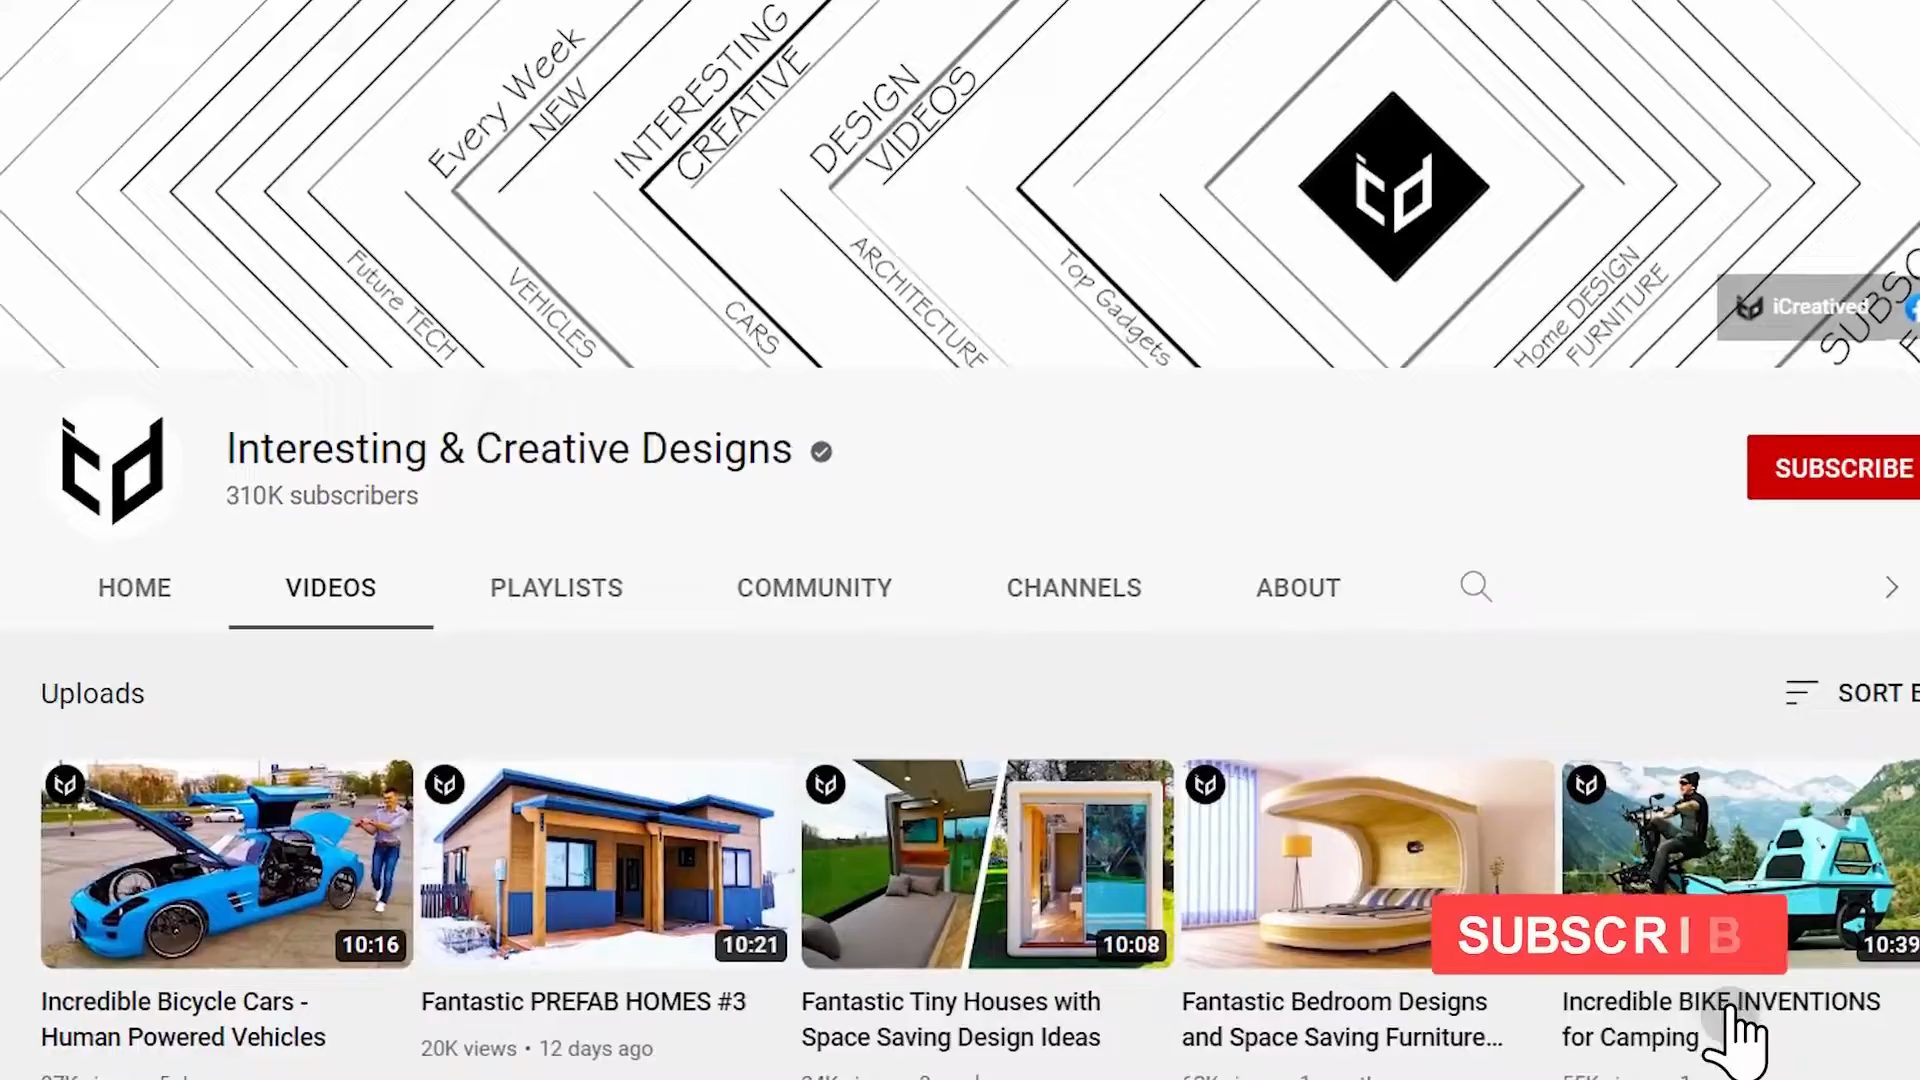 Every Week
NEW
INTERESTING
CREATIVE
DESIGN
VIDEOS
Future TECH
VEHICLES
CARS
ARCHITECTURE
Top Gadgets
Home DESIGN
FURNITURE
iCreatived
Interesting & Creative Designs
310K subscribers
SUBSCRIBE
HOME VIDEOS PLAYLISTS COMMUNITY CHANNELS ABOUT
Uploads
SORT
10:16
10:21
10:08
10:39
SUBSCRIB
Incredible Bicycle Cars -
Human Powered Vehicles
Fantastic PREFAB HOMES #3
20K views • 12 days ago
Fantastic Tiny Houses with
Space Saving Design Ideas
Fantastic Bedroom Designs
and Space Saving Furniture...
Incredible BIKE INVENTIONS
for Camping